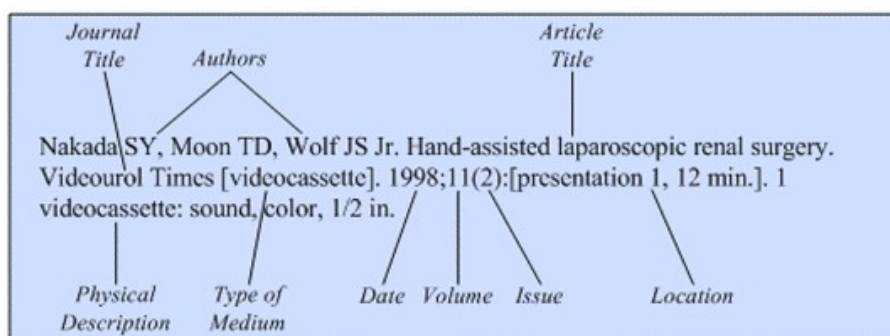 Journal
Title
Authors
Article
Title
Nakada SY, Moon TD, Wolf JS Jr. Hand-assisted laparoscopic renal surgery.
Videourol Times [videocassette]. 1998;11(2):[presentation 1, 12 min.]. 1
videocassette: sound, color, 1/2 in.
Physical
Description
Type of
Medium
Date
Volume
Issue
Location